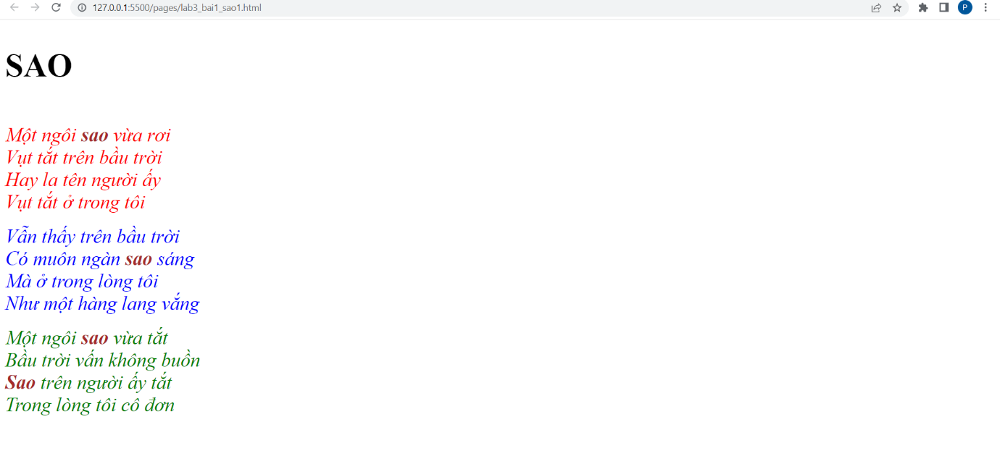 127.0.0.1:5500/pages/lab3_bai1_sao1.html
P
SAO
Một ngôi sao vừa rơi
Vụt tắt trên bầu trời
Hay la tên người ấy
Vụt tắt ở trong tôi
Vẫn thấy trên bầu trời
Có muôn ngàn sao sáng
Mà ở trong lòng tôi
Như một hàng lang vắng
Một ngôi sao vừa tắt
Bầu trời vấn không buồn
Sao trên người ấy tắt
Trong lòng tôi cô đơn